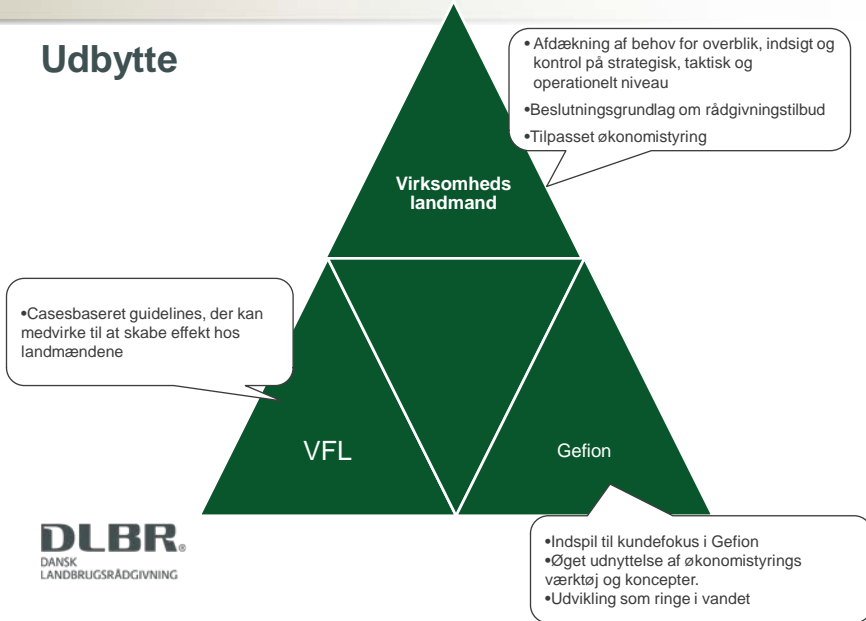 Udbytte
• Afdækning af behov for overblik, indsigt og
kontrol på strategisk, taktisk og
operationelt niveau
•Beslutningsgrundlag om rådgivningstilbud
•Tilpasset økonomistyring
Virksomheds
landmand
•Casesbaseret guidelines, der kan
medvirke til at skabe effekt hos
landmændene
VFL
Gefion
•Indspil til kundefokus i Gefion
•Øget udnyttelse af økonomistyrings
værktøj og koncepter.
•Udvikling som ringe i vandet
DLBR®
DANSK
LANDBRUGSRÅDGIVNING